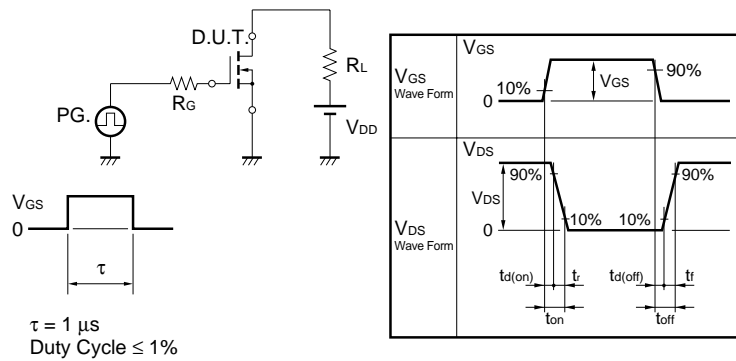 D.U.T.
RL
RG
PG.
VDD
VGS
0
τ
τ = 1 μs
Duty Cycle ≤ 1%
VGS
Wave Form
VGS
10%
VGS
90%
0
VDS
Wave Form
VDS
90%
VDS
10%
10%
90%
0
td(on)
tr
td(off)
tf
ton
toff